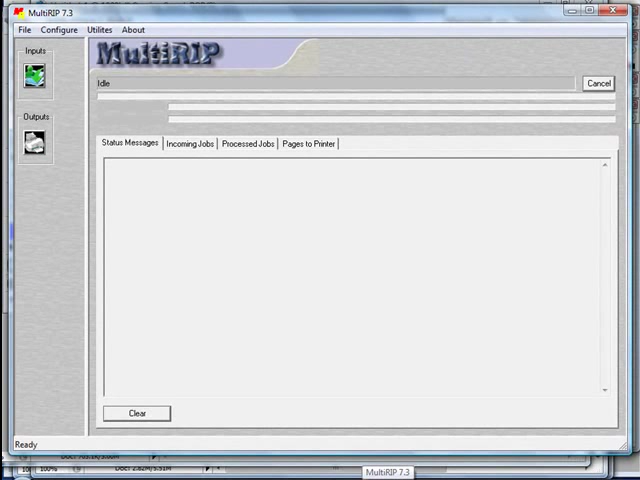 MultiRIP 7.3
File Configure Utilites About
Inputs
MultiRIP
Idle
Cancel
Outputs
Status Messages Incoming Jobs Processed Jobs Pages to Printer
Clear
Ready
100%
MultiRIP 7.3